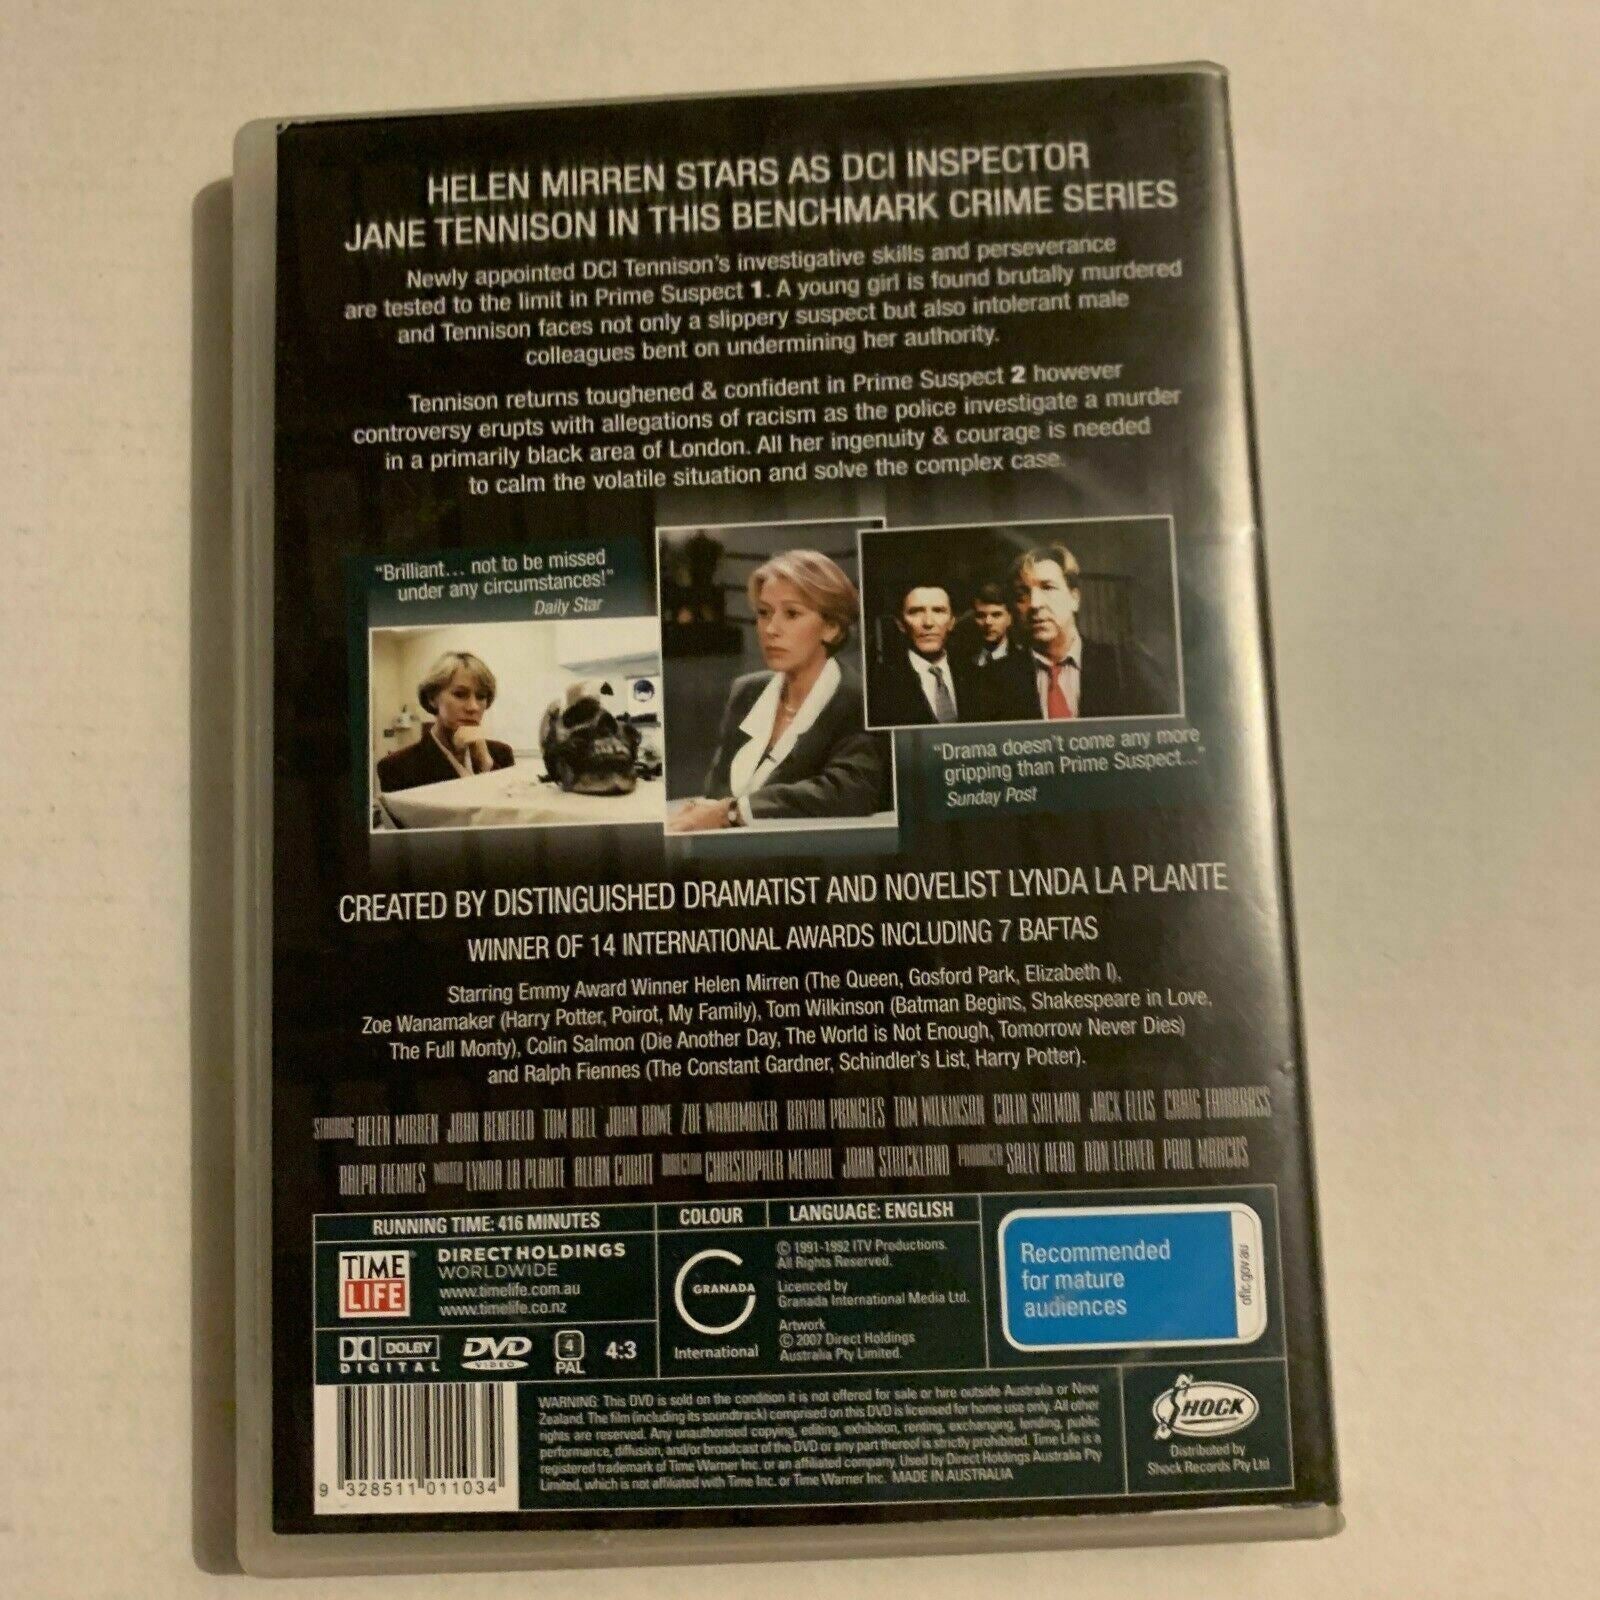 HELEN MIRREN STARS AS DCI INSPECTOR
JANE TENNISON IN THIS BENCHMARK CRIME SERIES
Newly appointed DCI Tennison's investigative skills and perseverance
are tested to the limit in Prime Suspect 1. A young girl is found brutally murdered
and Tennison faces not only a slippery suspect but also intolerant male
colleagues bent on undermining her authority.
Tennison returns toughened & confident in Prime Suspect 2 however
controversy erupts with allegations of racism as the police investigate a murder
in a primarily black area of London. All her ingenuity & courage is needed
to calm the volatile situation and solve the complex case.
"Brilliant... not to be missed
under any circumstances!"
Daily Star
"Drama doesn't come any more
gripping than Prime Suspect..."
Sunday Post
CREATED BY DISTINGUISHED DRAMATIST AND NOVELIST LYNDA LA PLANTE
WINNER OF 14 INTERNATIONAL AWARDS INCLUDING 7 BAFTAS
Starring Emmy Award Winner Helen Mirren (The Queen, Gosford Park, Elizabeth I),
Zoe Wanamaker (Harry Potter, Poirot, My Family), Tom Wilkinson (Batman Begins, Shakespeare in Love,
The Full Monty), Colin Salmon (Die Another Day, The World is Not Enough, Tomorrow Never Dies)
and Ralph Fiennes (The Constant Gardner, Schindler's List, Harry Potter).
STARRING HELEN MIRREN JOHN BENFIELD TOM BELL JOHN BOWE ZOE WANAMAKER BRYAN PRINGLES TOM WILKINSON COLIN SALMON JACK ELLIS CRAIG FAIRBRASS
RALPH FIENNES WRITER LYNDA LA PLANTE ALLAN CUBITT DIRECTOR CHRISTOPHER MENAUL JOHN STRICKLAND PRODUCER SALLY HEAD DON LEAVER PAUL MARCUS
RUNNING TIME: 416 MINUTES
COLOUR
LANGUAGE: ENGLISH
TIME
LIFE
DIRECT HOLDINGS
WORLDWIDE
www.timelife.com.au
www.timelife.co.nz
DOLBY
DIGITAL
DVD
VIDEO
4
PAL
4:3
GRANADA
International
© 1991-1992 ITV Productions.
All Rights Reserved.
Licenced by
Granada International Media Ltd.
Artwork
© 2007 Direct Holdings
Australia Pty Limited.
Recommended
for mature
audiences
oflc.gov.au
9 328511 011034
WARNING: This DVD is sold on the condition it is not offered for sale or hire outside Australia or New
Zealand. The film (including its soundtrack) comprised on this DVD is licensed for home use only. All other
rights are reserved. Any unauthorised copying, editing, exhibition, renting, exchanging, lending, public
performance, diffusion, and/or broadcast of the DVD or any part thereof is strictly prohibited. Time Life is a
registered trademark of Time Warner Inc. or an affiliated company. Used by Direct Holdings Australia Pty
Limited, which is not affiliated with Time Inc. or Time Warner Inc. MADE IN AUSTRALIA
SHOCK
Distributed by
Shock Records Pty Ltd